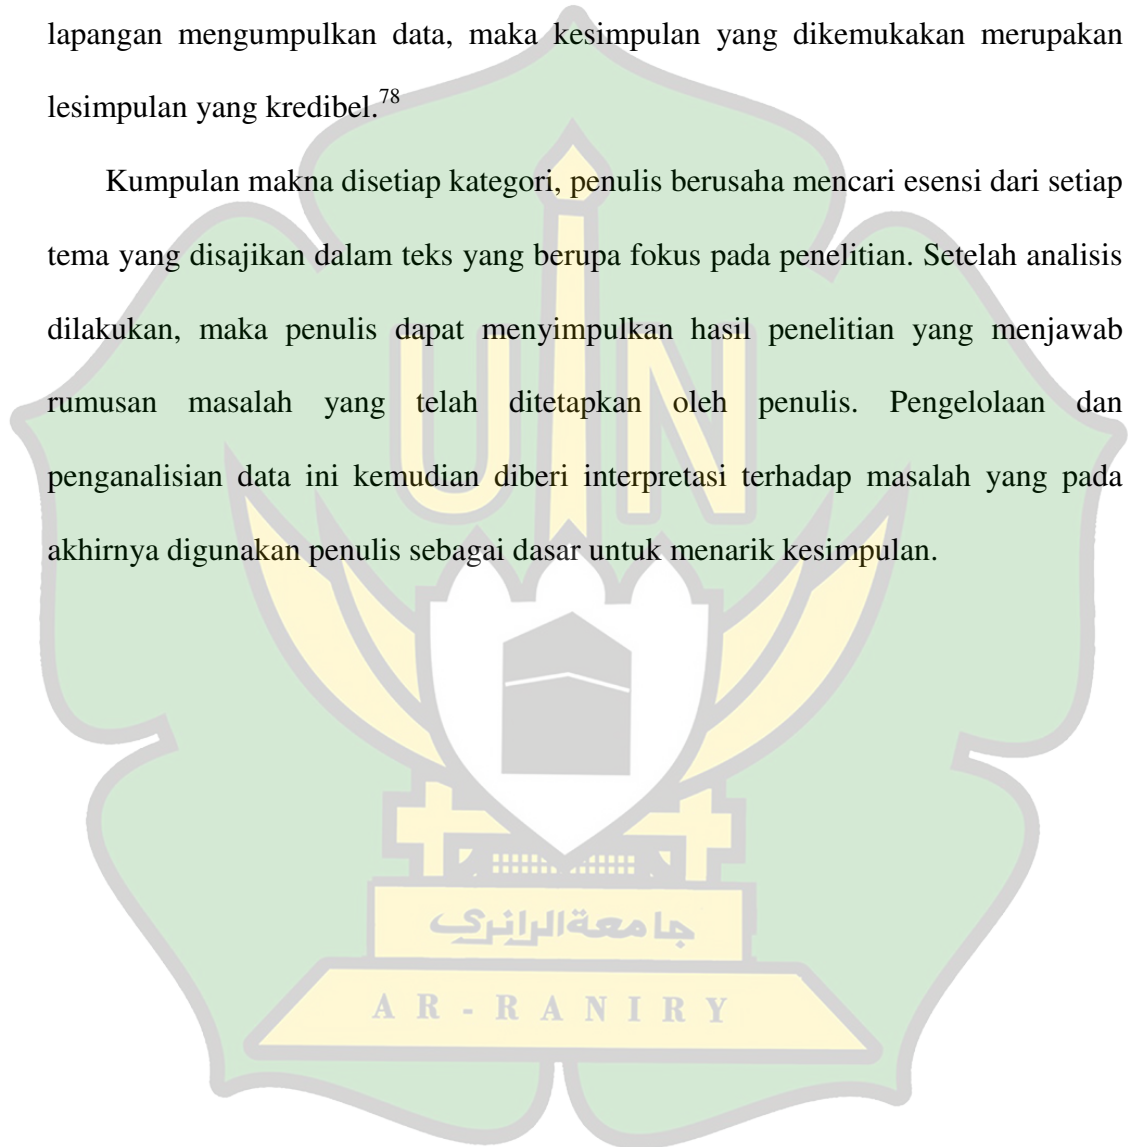 lapangan mengumpulkan data, maka kesimpulan yang dikemukakan merupakan
lesimpulan yang kredibel.78
Kumpulan makna disetiap kategori, penulis berusaha mencari esensi dari setiap
tema yang disajikan dalam teks yang berupa fokus pada penelitian. Setelah analisis
dilakukan, maka penulis dapat menyimpulkan hasil penelitian yang menjawab
rumusan masalah yang telah ditetapkan oleh penulis. Pengelolaan dan
penganalisian data ini kemudian diberi interpretasi terhadap masalah yang pada
akhirnya digunakan penulis sebagai dasar untuk menarik kesimpulan.
UIN
جامعة الرانري
AR-RANIRY